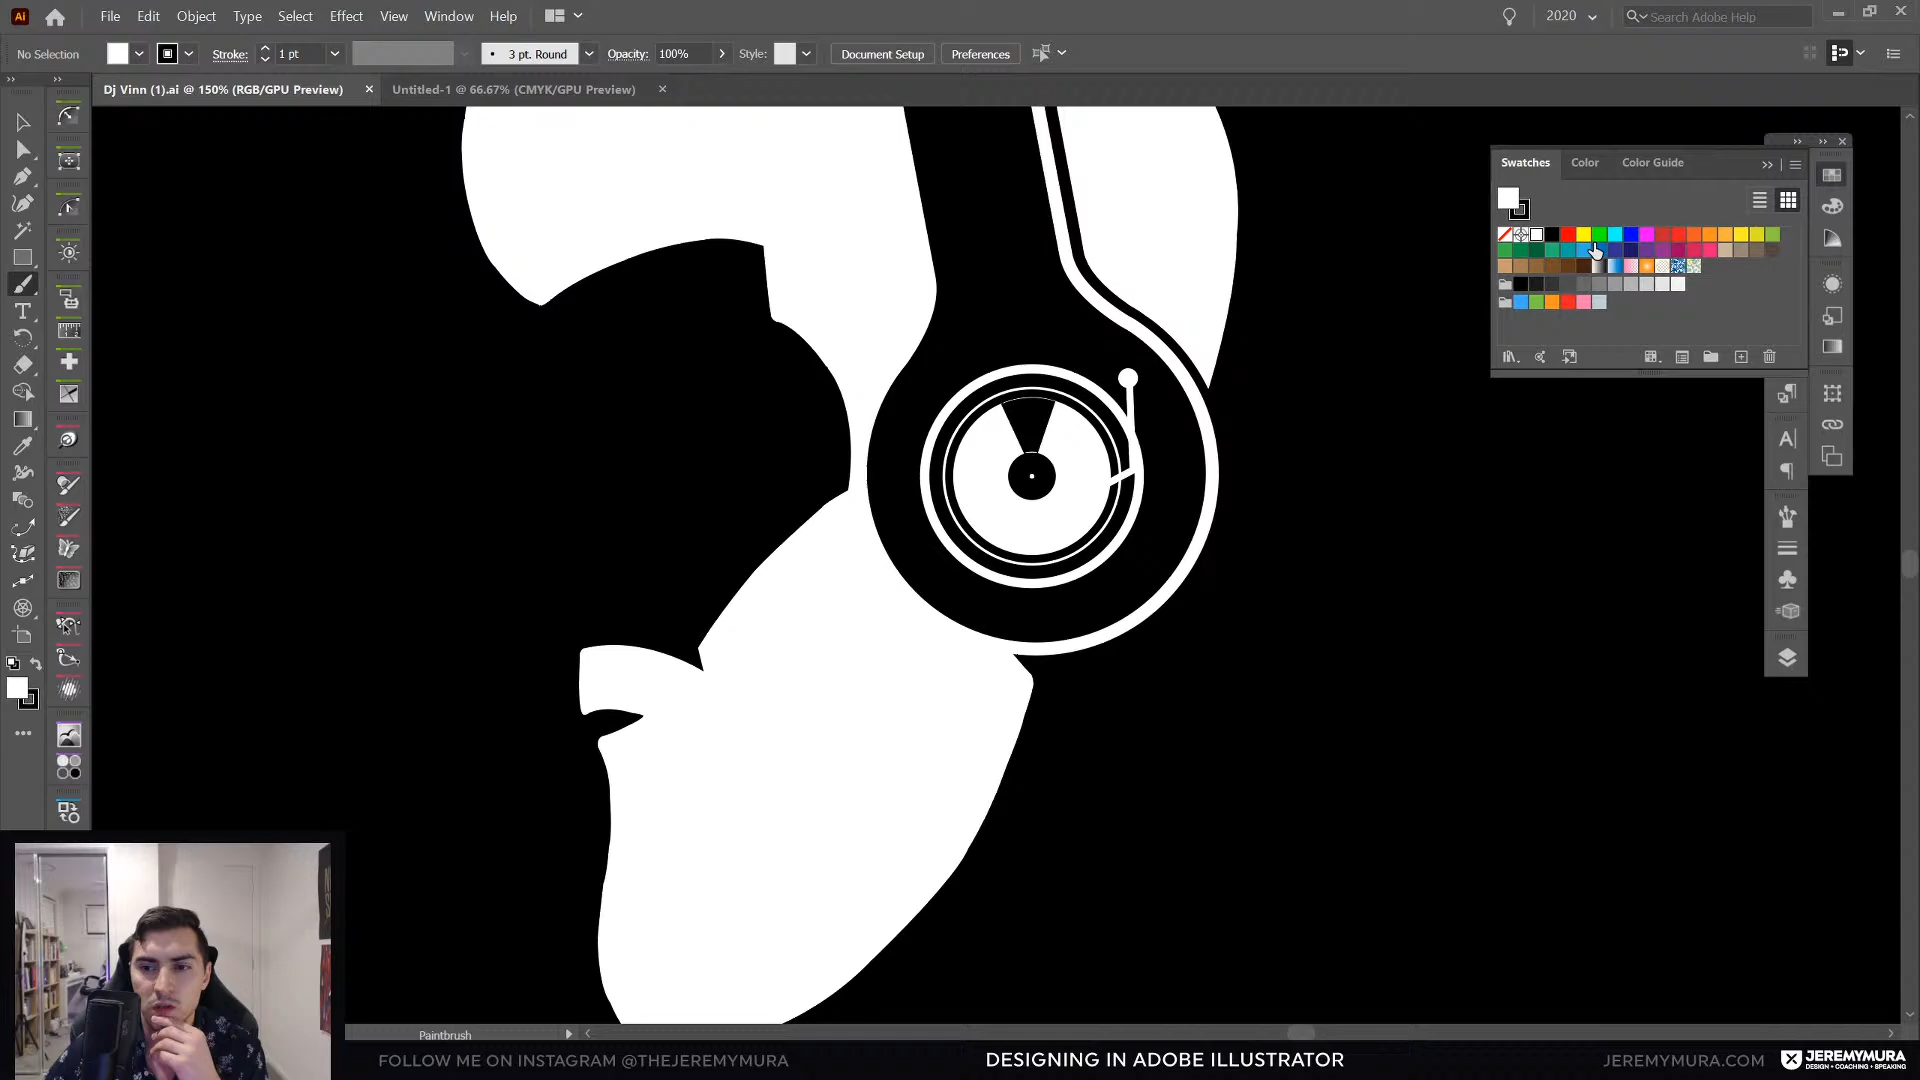 Ai File Edit Object Type Select Effect View Window Help 2020 Search Adobe Help
No Selection Stroke: 1 pt 3 pt. Round Opacity: 100% Style: Document Setup Preferences
Dj Vinn (1).ai @ 150% (RGB/GPU Preview) × Untitled-1 @ 66.67% (CMYK/GPU Preview) ×
Swatches Color Color Guide
Paintbrush
FOLLOW ME ON INSTAGRAM @THEJEREMYMURA DESIGNING IN ADOBE ILLUSTRATOR JEREMYMURA.COM JEREMYMURA
DESIGN • COACHING • SPEAKING